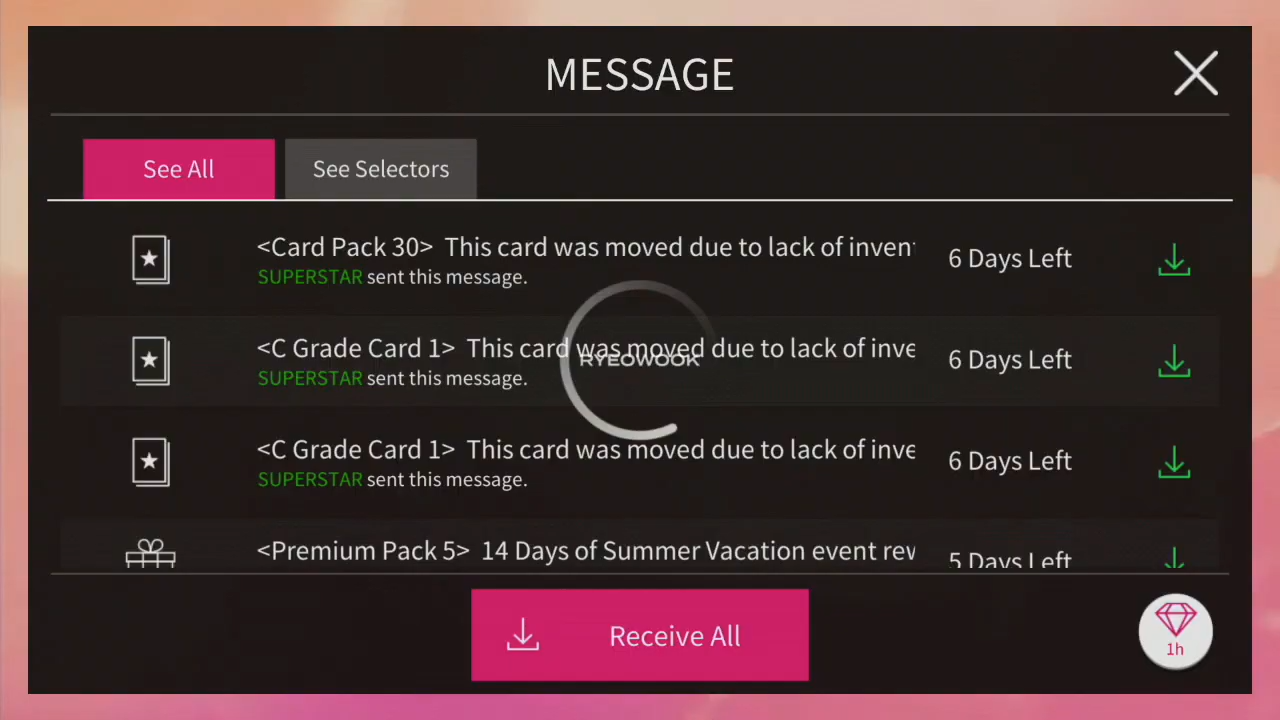 MESSAGE
See All
See Selectors
<Card Pack 30> This card was moved due to lack of inven
SUPERSTAR sent this message.
6 Days Left
<C Grade Card 1> This card was moved due to lack of inve
SUPERSTAR sent this message.
6 Days Left
RYEOWOOK
<C Grade Card 1> This card was moved due to lack of inve
SUPERSTAR sent this message.
6 Days Left
<Premium Pack 5> 14 Days of Summer Vacation event rev
5 Days Left
Receive All
1h